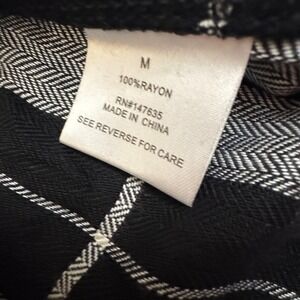 M
100%RAYON
RN#147635
MADE IN CHINA
SEE REVERSE FOR CARE